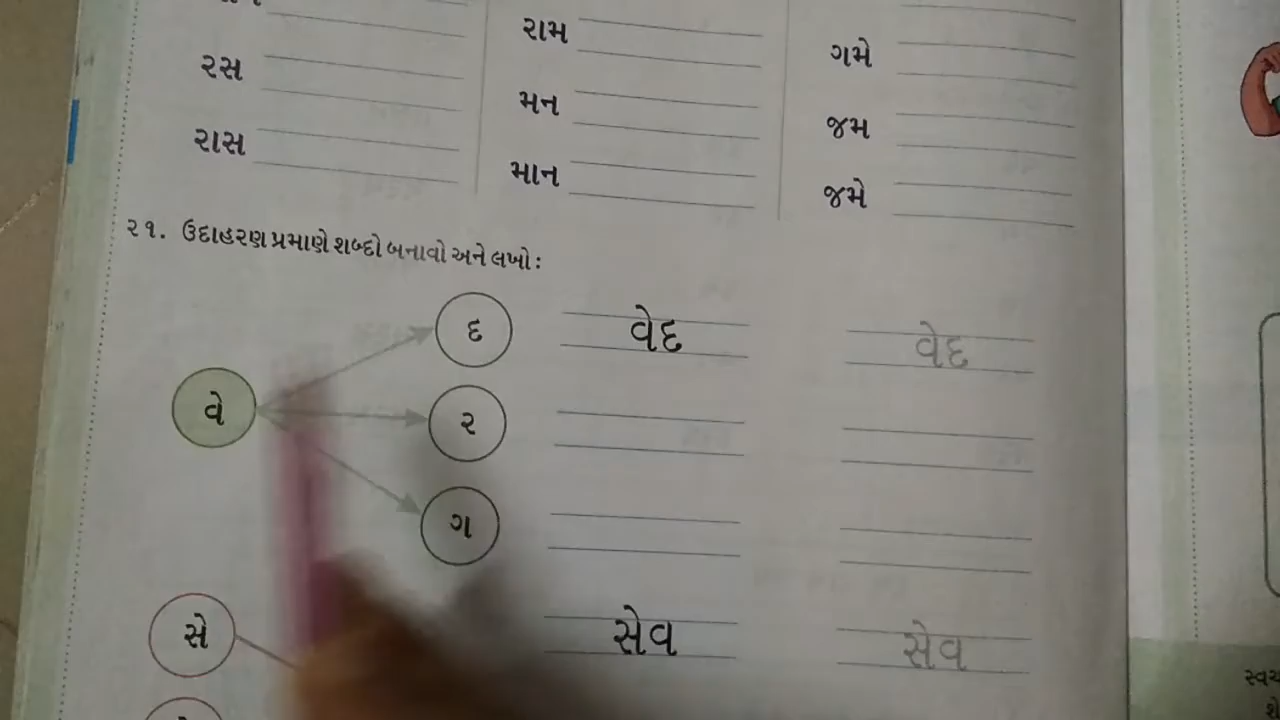 રામ
રસ
ગમે
મન
રાસ
જમ
માન
જમે
૨૧. ઉદાહરણ પ્રમાણે શબ્દો બનાવો અને લખો :
દ વેદ વેદ
વે
ર
ગ
સે સેવ સેવ